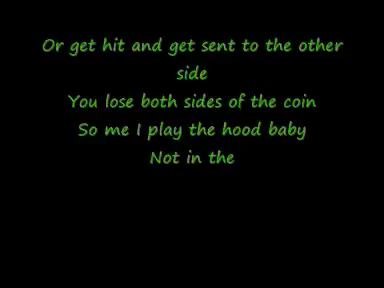 Or get hit and get sent to the other
side
You lose both sides of the coin
So me I play the hood baby
Not in the